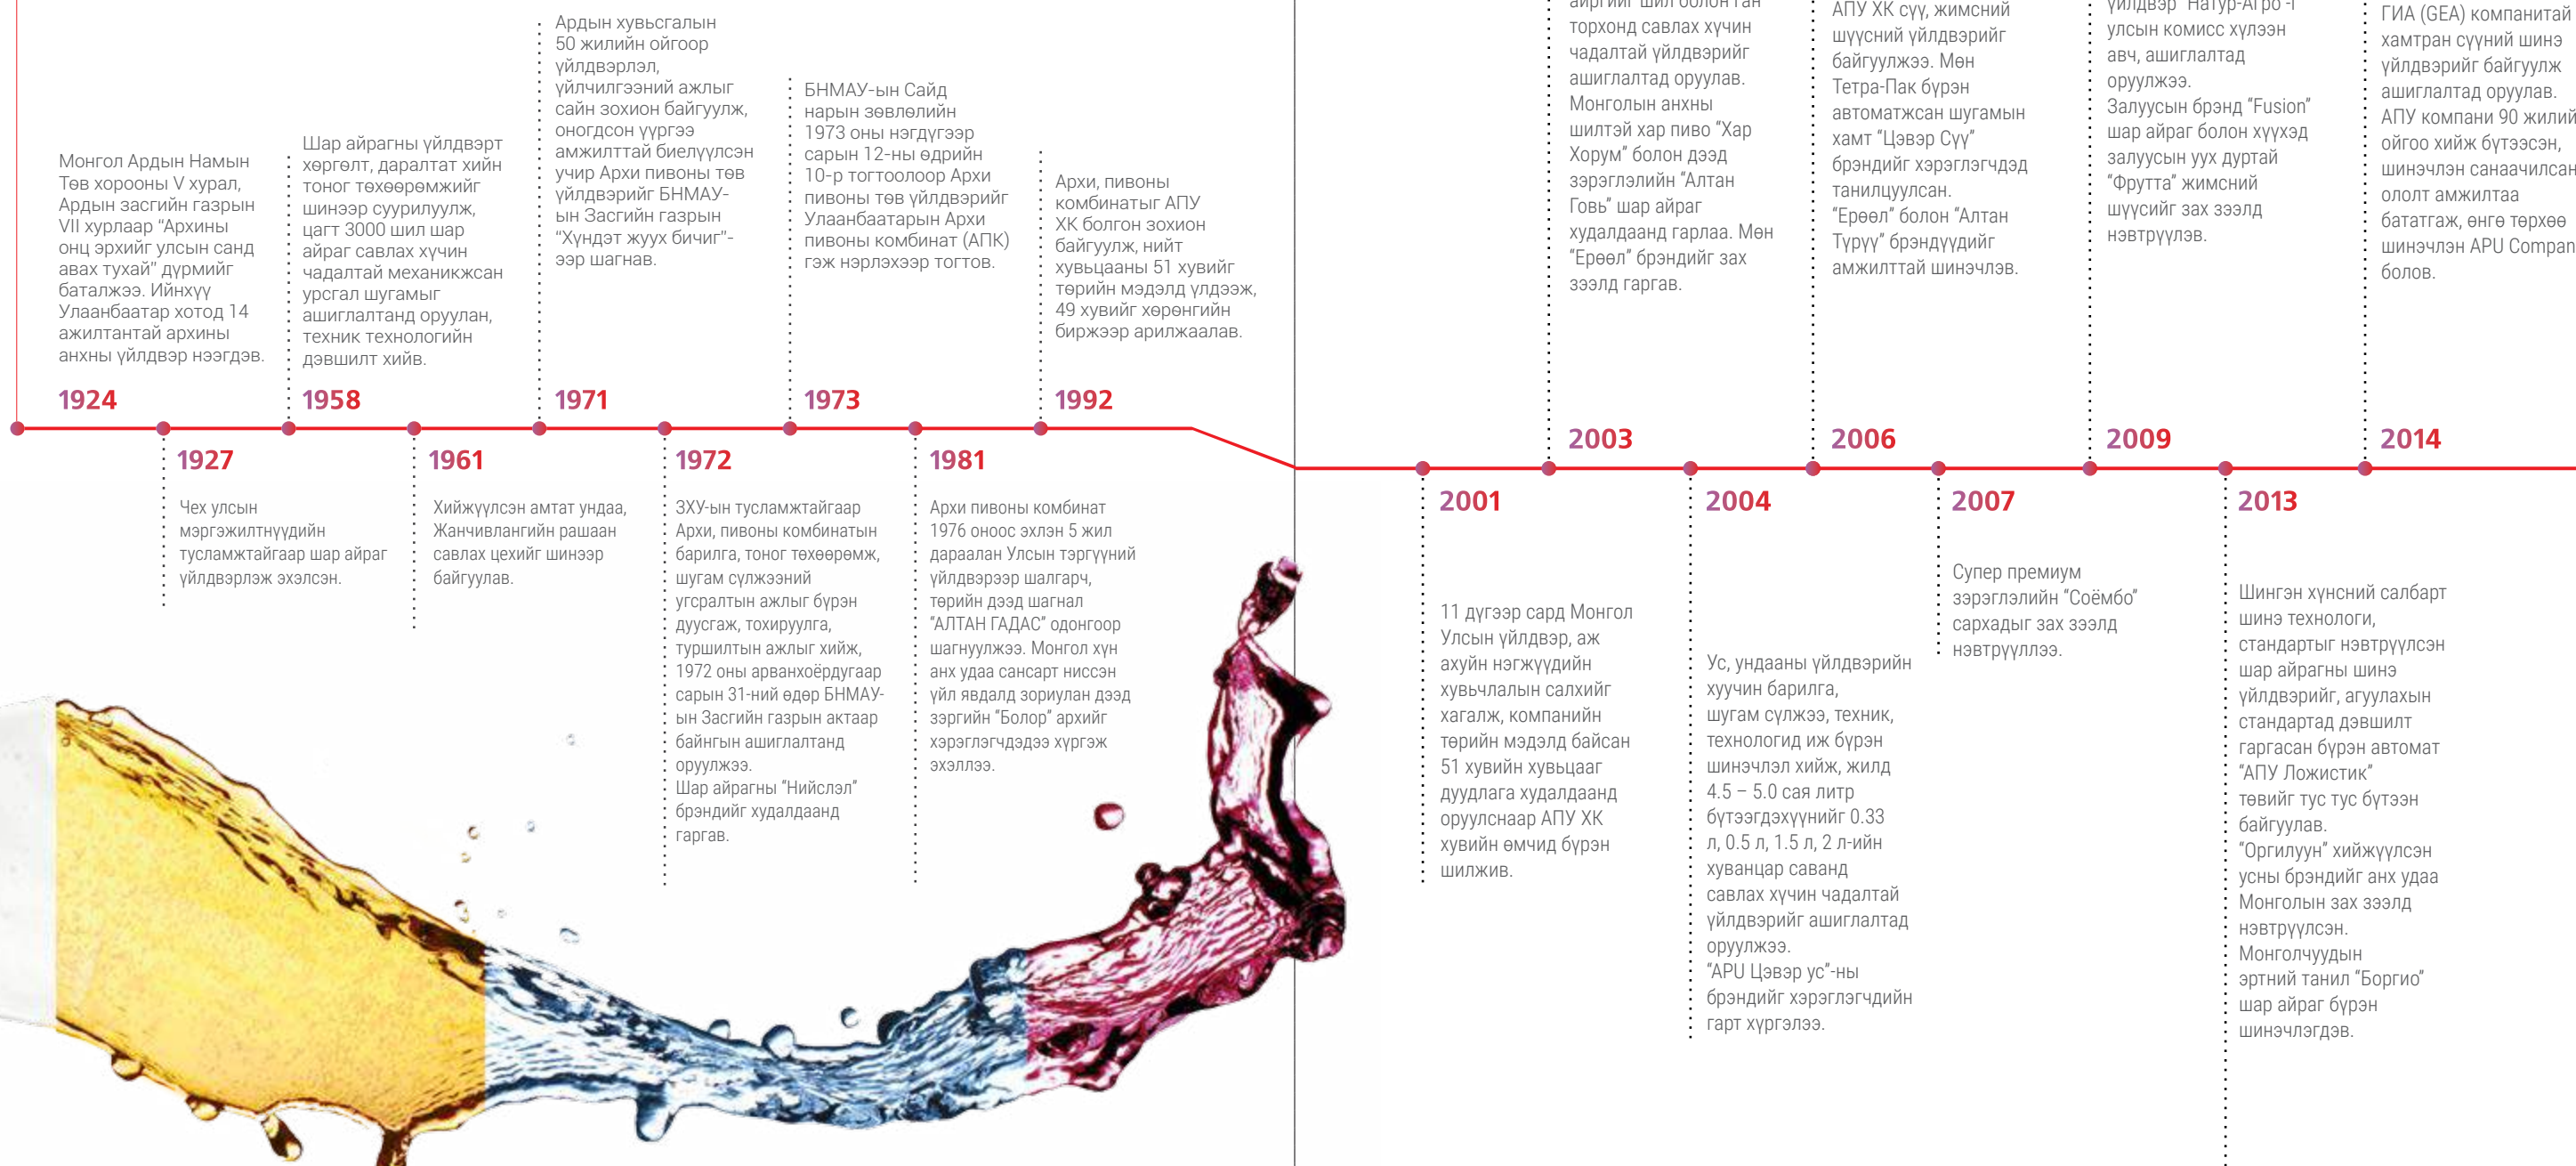 Монгол Ардын Намын
Төв хорооны V хурал,
Ардын засгийн газрын
VII хурлаар “Архины
онц эрхийг улсын санд
авах тухай” дүрмийг
баталжээ. Ийнхүү
Улаанбаатар хотод 14
ажилтантай архины
анхны үйлдвэр нээгдэв.
1924
1927
Чех улсын
мэргэжилтнүүдийн
тусламжтайгаар шар айраг
үйлдвэрлэж эхэлсэн.
Шар айрагны үйлдвэрт
хөргөлт, даралтат хийн
тоног төхөөрөмжийг
шинээр суурилуулж,
цагт 3000 шил шар
айраг савлах хүчин
чадалтай механикжсан
урсгал шугамыг
ашиглалтанд оруулан,
техник технологийн
дэвшилт хийв.
1958
1961
Хийжүүлсэн амтат ундаа,
Жанчивлангийн рашаан
савлах цехийг шинээр
байгуулав.
Ардын хувьсгалын
50 жилийн ойгоор
үйлдвэрлэл,
үйлчилгээний ажлыг
сайн зохион байгуулж,
оногдсон үүргээ
амжилттай биелүүлсэн
учир Архи пивоны төв
үйлдвэрийг БНМАУ-
ын Засгийн газрын
“Хүндэт жуух бичиг”-
ээр шагнав.
1971
1972
ЗХУ-ын тусламжтайгаар
Архи, пивоны комбинатын
барилга, тоног төхөөрөмж,
шугам сүлжээний
угсралтын ажлыг бүрэн
дуусгаж, тохируулга,
туршилтын ажлыг хийж,
1972 оны арванхоёрдугаар
сарын 31-ний өдөр БНМАУ-
ын Засгийн газрын актаар
байнгын ашиглалтанд
оруулжээ.
Шар айрагны “Нийслэл”
брэндийг худалдаанд
гаргав.
БНМАУ-ын Сайд
нарын зөвлөлийн
1973 оны нэгдүгээр
сарын 12-ны өдрийн
10-р тогтоолоор Архи
пивоны төв үйлдвэрийг
Улаанбаатарын Архи
пивоны комбинат (АПК)
гэж нэрлэхээр тогтов.
1973
1981
Архи пивоны комбинат
1976 оноос эхлэн 5 жил
дараалан Улсын тэргүүний
үйлдвэрээр шалгарч,
төрийн дээд шагнал
“АЛТАН ГАДАС” одонгоор
шагнуулжээ. Монгол хүн
анх удаа сансарт ниссэн
үйл явдалд зориулан дээд
зэргийн “Болор” архийг
хэрэглэгчдэдээ хүргэж
эхэллээ.
Архи, пивоны
комбинатыг АПУ
ХК болгон зохион
байгуулж, нийт
хувьцааны 51 хувийг
төрийн мэдэлд үлдээж,
49 хувийг хөрөнгийн
биржээр арилжаалав.
1992
2001
11 дүгээр сард Монгол
Улсын үйлдвэр, аж
ахуйн нэгжүүдийн
хувьчлалын салхийг
хагалж, компанийн
төрийн мэдэлд байсан
51 хувийн хувьцааг
дуудлага худалдаанд
оруулснаар АПУ ХК
хувийн өмчид бүрэн
шилжив.
торхонд савлах хүчин
чадалтай үйлдвэрийг
ашиглалтад оруулав.
Монголын анхны
шилтэй хар пиво “Хар
Хорум” болон дээд
зэрэглэлийн “Алтан
Говь” шар айраг
худалдаанд гарлаа. Мөн
“Ерөөл” брэндийг зах
зээлд гаргав.
2003
2004
Ус, ундааны үйлдвэрийн
хуучин барилга,
шугам сүлжээ, техник,
технологид иж бүрэн
шинэчлэл хийж, жилд
4.5 – 5.0 сая литр
бүтээгдэхүүнийг 0.33
л, 0.5 л, 1.5 л, 2 л-ийн
хуванцар саванд
савлах хүчин чадалтай
үйлдвэрийг ашиглалтад
оруулжээ.
“APU Цэвэр ус”-ны
брэндийг хэрэглэгчдийн
гарт хүргэлээ.
АПУ ХК сүү, жимсний
шүүсний үйлдвэрийг
байгуулжээ. Мөн
Тетра-Пак бүрэн
автоматжсан шугамын
хамт “Цэвэр Сүү”
брэндийг хэрэглэгчдэд
танилцуулсан.
“Ерөөл” болон “Алтан
Түрүү” брэндүүдийг
амжилттай шинэчлэв.
2006
2007
Супер премиум
зэрэглэлийн “Соёмбо”
сархадыг зах зээлд
нэвтрүүллээ.
үйлдвэр “Натур-Агро”-г
улсын комисс хүлээн
авч, ашиглалтад
оруулжээ.
Залуусын брэнд “Fusion”
шар айраг болон хүүхэд
залуусын уух дуртай
“Фрутта” жимсний
шүүсийг зах зээлд
нэвтрүүлэв.
2009
2013
Шингэн хүнсний салбарт
шинэ технологи,
стандартыг нэвтрүүлсэн
шар айрагны шинэ
үйлдвэрийг, агуулахын
стандартад дэвшилт
гаргасан бүрэн автомат
“АПУ Ложистик”
төвийг тус тус бүтээн
байгуулав.
“Оргилуун” хийжүүлсэн
усны брэндийг анх удаа
Монголын зах зээлд
нэвтрүүлсэн.
Монголчуудын
эртний танил “Боргио”
шар айраг бүрэн
шинэчлэгдэв.
ГИА (GEA) компанитай
хамтран сүүний шинэ
үйлдвэрийг байгуулж
ашиглалтад оруулав.
АПУ компани 90 жилий
ойгоо хийж бүтээсэн,
шинэчлэн санаачилсан
ололт амжилтаа
бататгаж, өнгө төрхөө
шинэчлэн APU Compan
болов.
2014